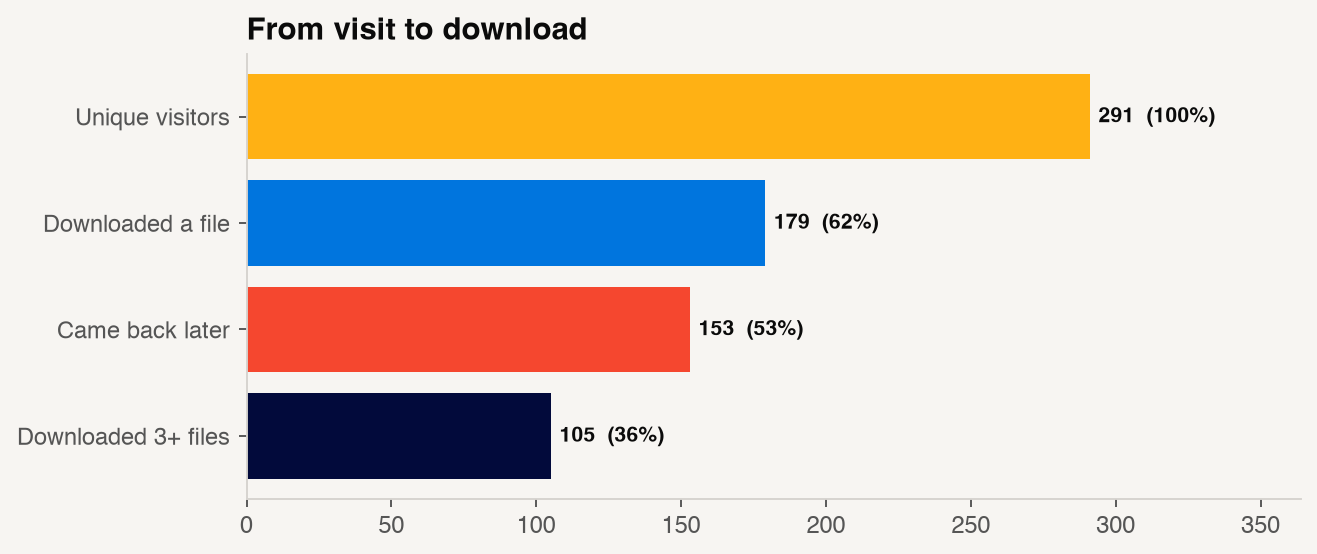 From visit to download
Unique visitors
291 (100%)
Downloaded a file
179 (62%)
Came back later
153 (53%)
Downloaded 3+ files
105 (36%)
0 50 100 150 200 250 300 350